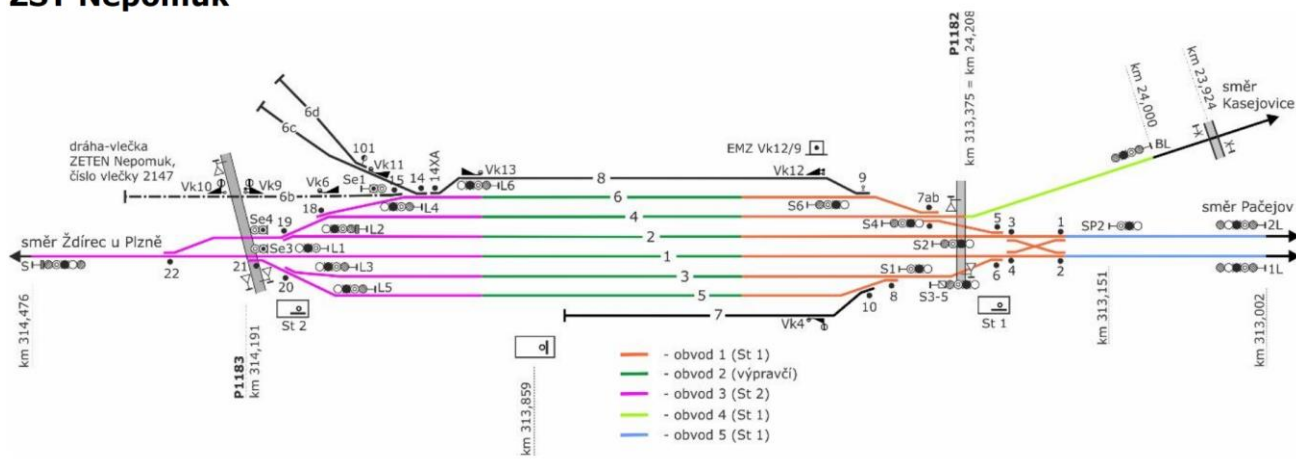 ŽST Nepomuk
P1182
km 313,375 = km 24,208
km 24,000
km 23,924
směr
Kasejovice
BL
6d
6c
dráha-vlečka
ZETEN Nepomuk,
číslo vlečky 2147
101
Vk11
Se1
15
14
14XA
Vk13
L6
8
EMZ Vk12/9
Vk12
9
Vk10
Vk9
6b
Vk6
18
L4
6
S6
7ab
Se4
19
L2
4
S4
5
3
1
SP2
směr Pačejov
2L
směr Ždírec u Plzně
Se3
L1
2
S2
1
S
22
21
L3
3
S1
6
4
2
1L
20
L5
5
S3-5
St 2
7
Vk4
10
8
St 1
km 314,476
P1183
km 314,191
km 313,859
km 313,151
km 313,002
- obvod 1 (St 1)
- obvod 2 (výpravčí)
- obvod 3 (St 2)
- obvod 4 (St 1)
- obvod 5 (St 1)